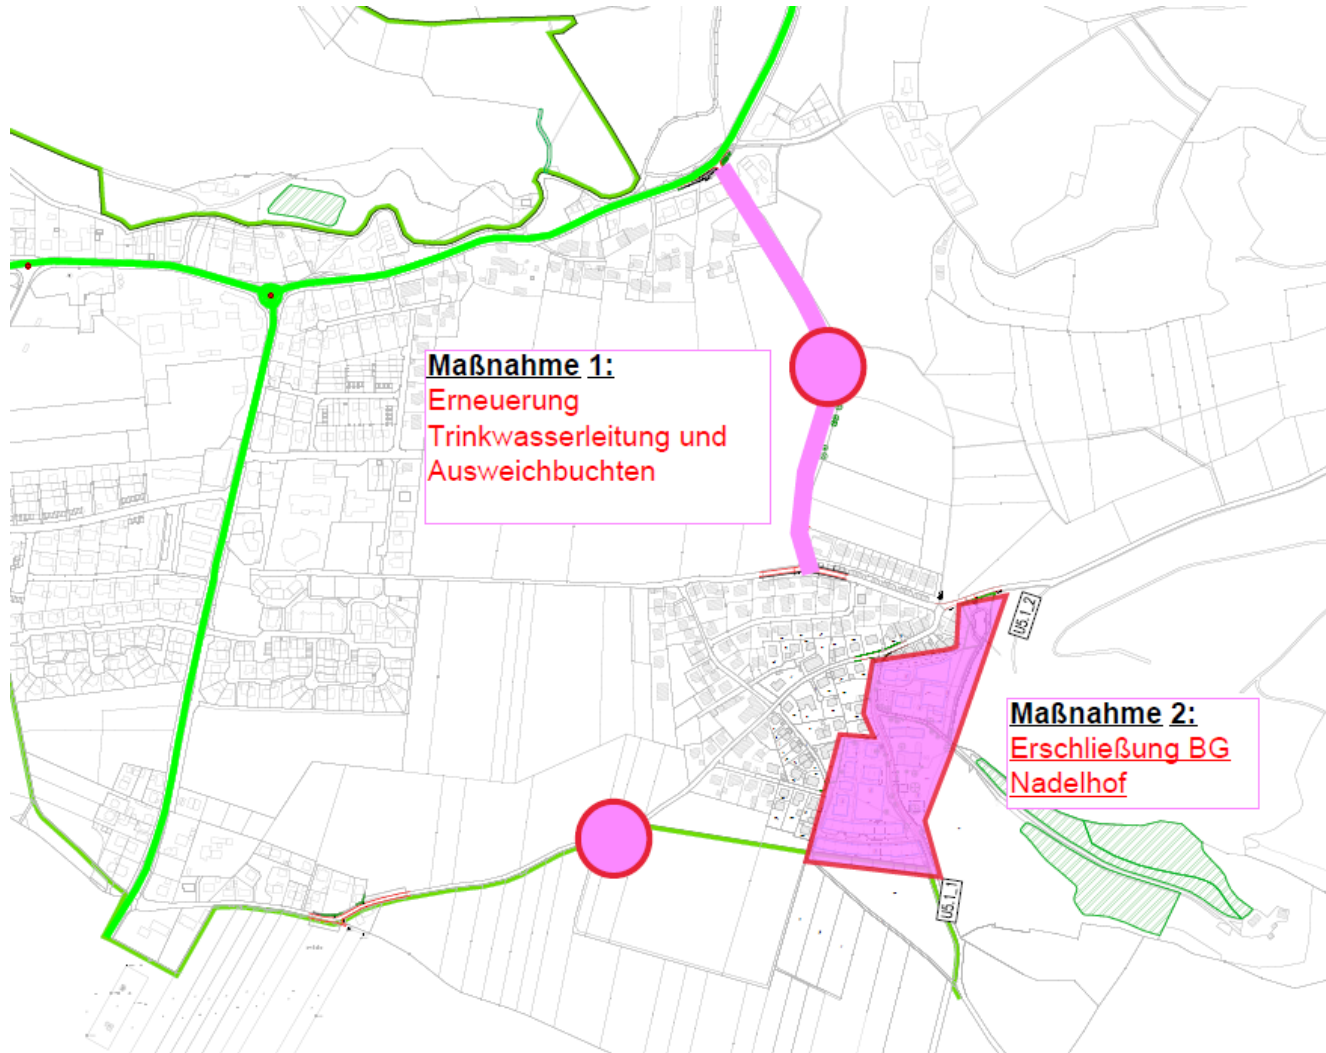 Maßnahme 1:
Erneuerung
Trinkwasserleitung und
Ausweichbuchten
U5.1_2
Maßnahme 2:
Erschließung BG
Nadelhof
U5.1_1